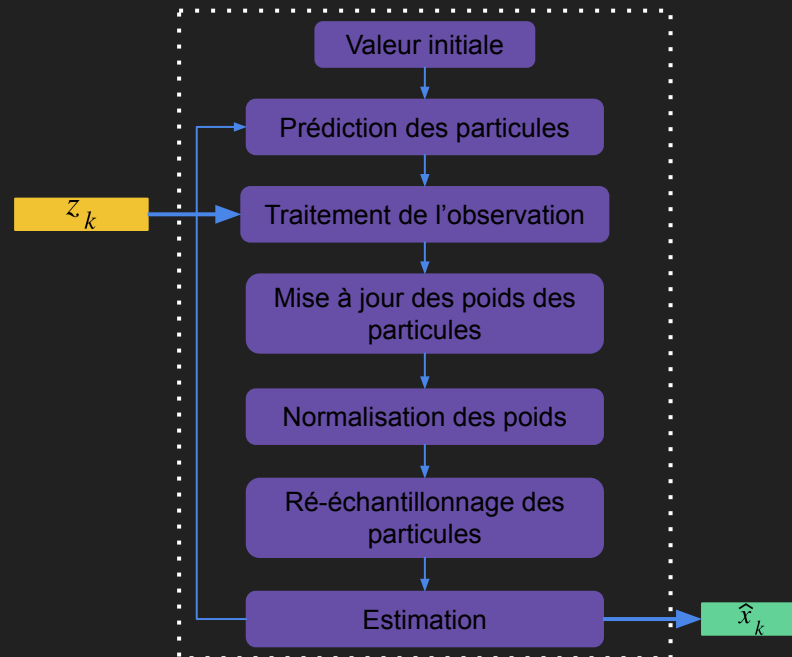 Valeur initiale
Prédiction des particules
z_k
Traitement de l’observation
Mise à jour des poids des
particules
Normalisation des poids
Ré-échantillonnage des
particules
Estimation
x̂_k